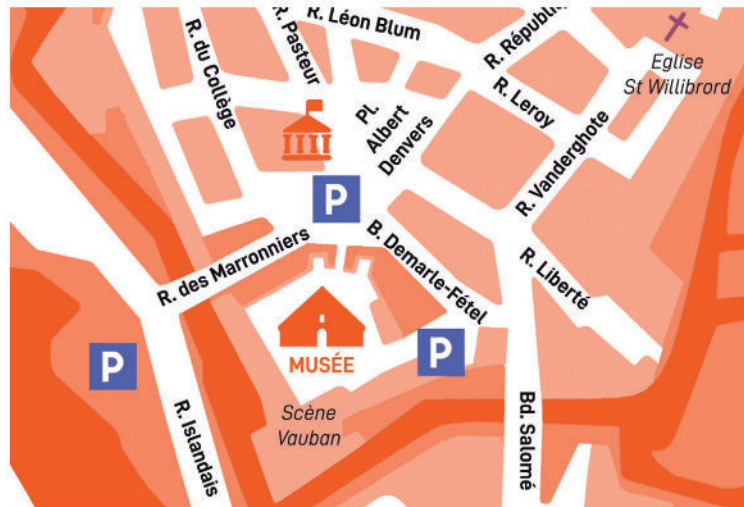 R. Léon Blum
R. Pasteur
R. du Collège
R. Républi
Eglise
St Willibrord
R. Leroy
Pl.
Albert
Denvers
R. Vanderghote
P
R. des Marronniers
B. Demarle-Fétel
R. Liberté
P
P
MUSÉE
Scène
Vauban
R. Islandais
Bd. Salomé